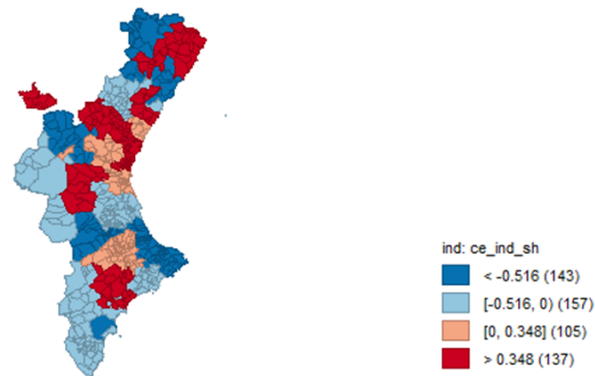 ind: ce_ind_sh
< -0.516 (143)
[-0.516, 0) (157)
[0, 0.348] (105)
> 0.348 (137)